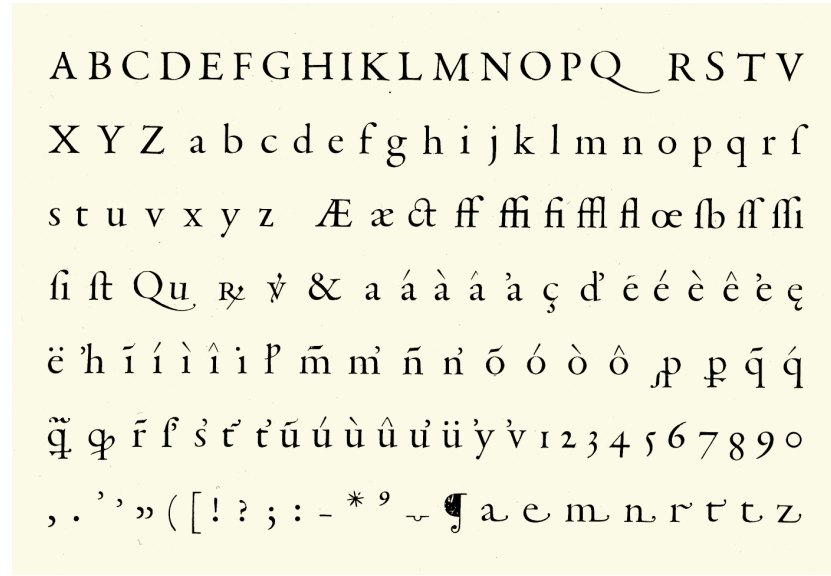 A B C D E F G H I K L M N O P Q R S T V
X Y Z a b c d e f g h i j k l m n o p q r ſ
s t u v x y z Æ æ ct ff ffi fi ffl fl œ ſb ſſ ſſi
ſi ſt Qu ꝶ v̓ & a á à â a̓ ç d̓ ē é è ê e̓ ę
ë h̓ ĩ í ì î i l̓ m̃ m̓ ñ n̓ õ ó ò ô ꝓ ꝑ q̃ q́
ꝗ̃ ꝙ r̃ ſ̓ s̓ t̃ t̓ ũ ú ù û u̓ ü y̓ v̓ 1 2 3 4 5 6 7 8 9 0
, . ’ ’ ” ( [ ! ? ; : - * ꝰ ⏑ ¶ a e m n r t t z